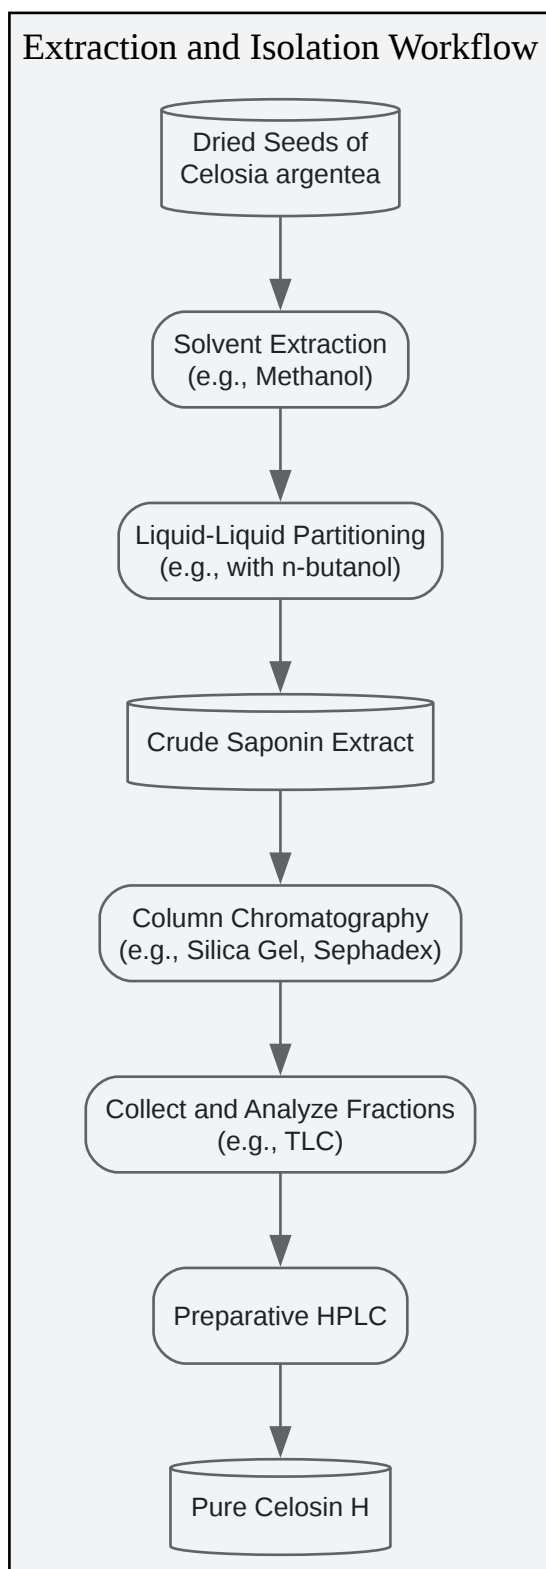 Extraction and Isolation Workflow
Dried Seeds of
Celosia argentea
Solvent Extraction
(e.g., Methanol)
Liquid-Liquid Partitioning
(e.g., with n-butanol)
Crude Saponin Extract
Column Chromatography
(e.g., Silica Gel, Sephadex)
Collect and Analyze Fractions
(e.g., TLC)
Preparative HPLC
Pure Celosin H